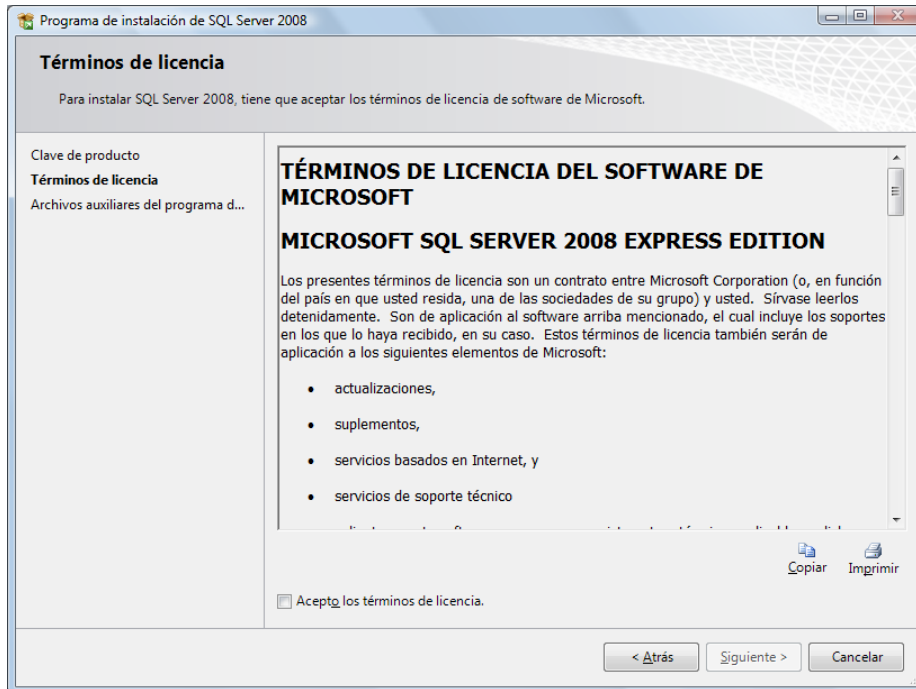 Programa de instalación de SQL Server 2008
Términos de licencia
Para instalar SQL Server 2008, tiene que aceptar los términos de licencia de software de Microsoft.
Clave de producto
Términos de licencia
Archivos auxiliares del programa d...
TÉRMINOS DE LICENCIA DEL SOFTWARE DE
MICROSOFT
MICROSOFT SQL SERVER 2008 EXPRESS EDITION
Los presentes términos de licencia son un contrato entre Microsoft Corporation (o, en función
del país en que usted resida, una de las sociedades de su grupo) y usted. Sírvase leerlos
detenidamente. Son de aplicación al software arriba mencionado, el cual incluye los soportes
en los que lo haya recibido, en su caso. Estos términos de licencia también serán de
aplicación a los siguientes elementos de Microsoft:
• actualizaciones,
• suplementos,
• servicios basados en Internet, y
• servicios de soporte técnico
Copiar Imprimir
Acepto los términos de licencia.
< Atrás Siguiente > Cancelar